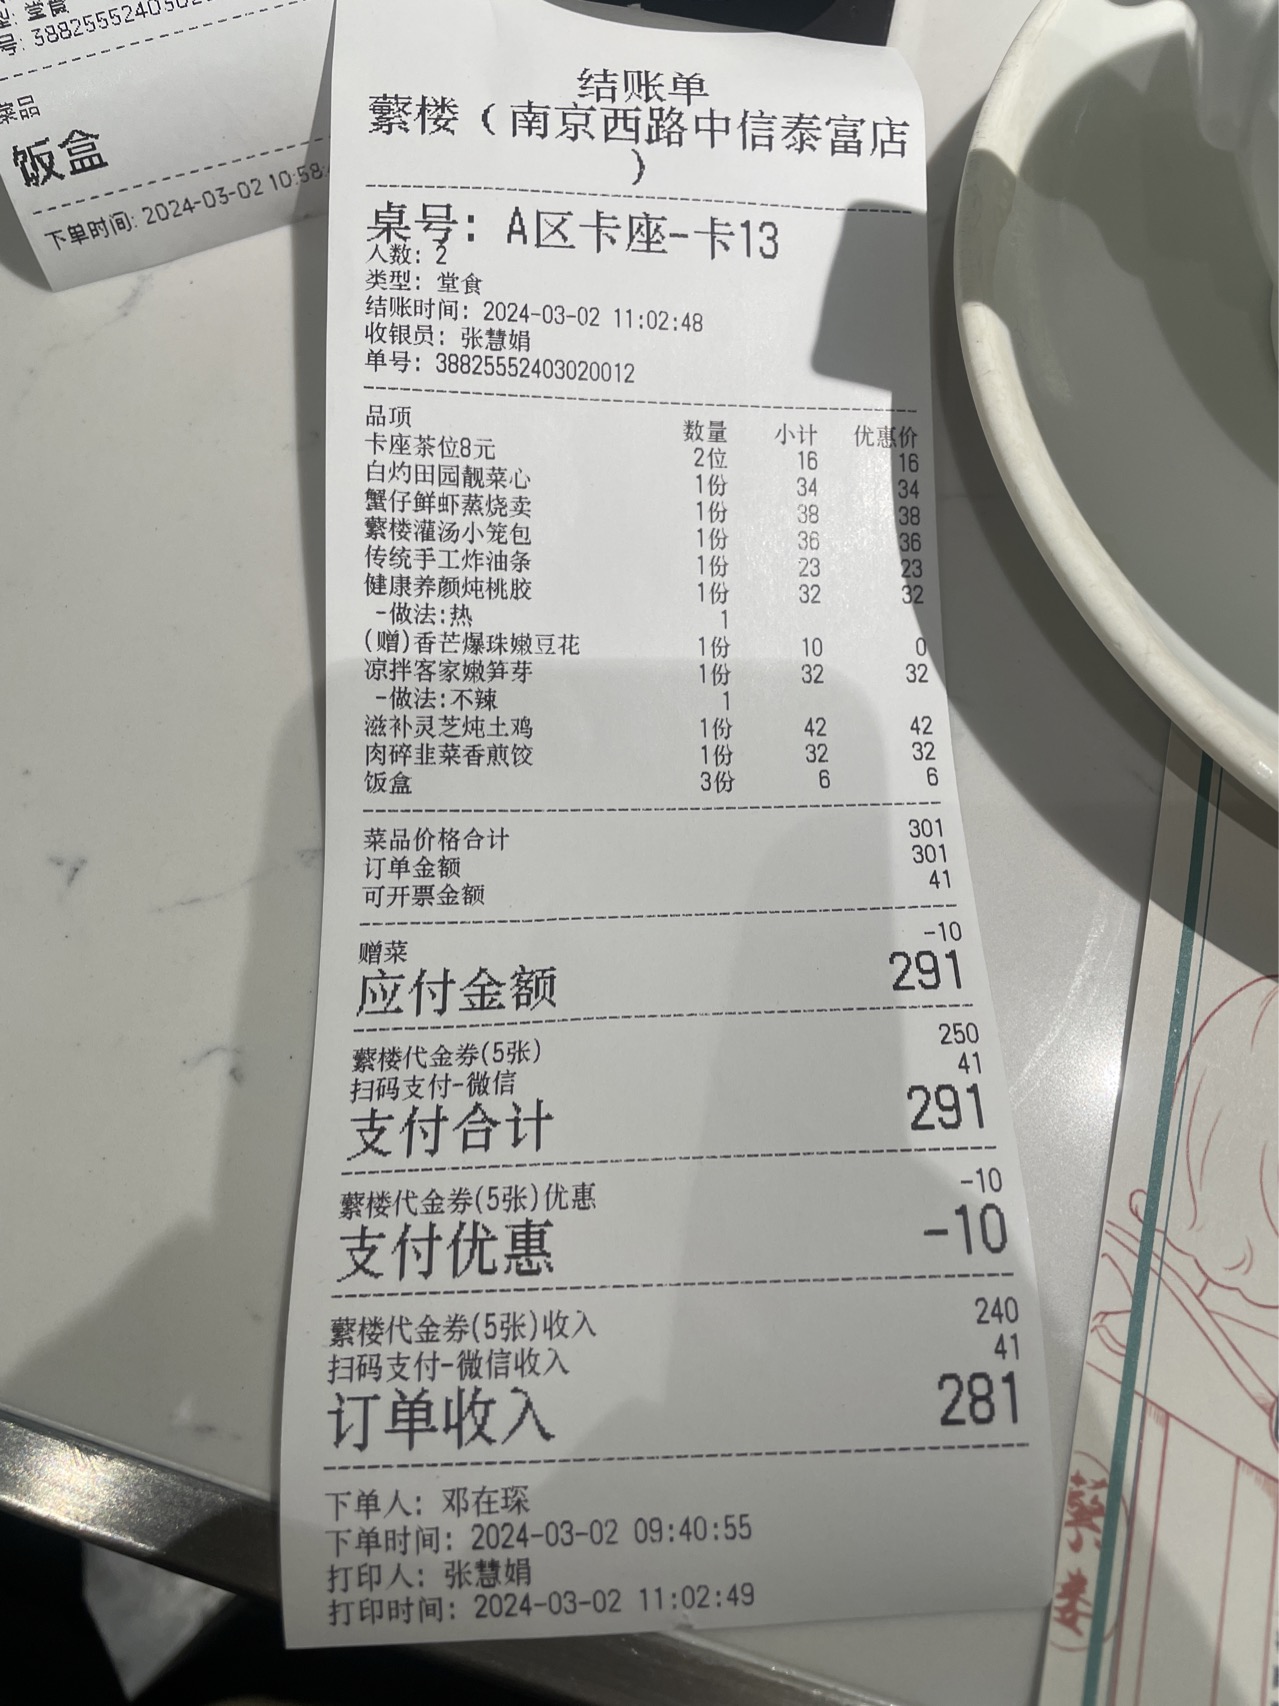 型: 堂食
号: 388255524030200
菜品
饭盒
下单时间: 2024-03-02 10:58:
结账单
蘩楼（南京西路中信泰富店
）
桌号: A区卡座-卡13
人数: 2
类型: 堂食
结账时间: 2024-03-02 11:02:48
收银员: 张慧娟
单号: 38825552403020012
品项 数量 小计 优惠价
卡座茶位8元 2位 16 16
白灼田园靓菜心 1份 34 34
蟹仔鲜虾蒸烧卖 1份 38 38
蘩楼灌汤小笼包 1份 36 36
传统手工炸油条 1份 23 23
健康养颜炖桃胶 1份 32 32
-做法:热 1
(赠)香芒爆珠嫩豆花 1份 10 0
凉拌客家嫩笋芽 1份 32 32
-做法:不辣 1
滋补灵芝炖土鸡 1份 42 42
肉碎韭菜香煎饺 1份 32 32
饭盒 3份 6 6
菜品价格合计 301
订单金额 301
可开票金额 41
赠菜 -10
应付金额 291
蘩楼代金券(5张) 250
扫码支付-微信 41
支付合计 291
蘩楼代金券(5张)优惠 -10
支付优惠 -10
蘩楼代金券(5张)收入 240
扫码支付-微信收入 41
订单收入 281
下单人: 邓在琛
下单时间: 2024-03-02 09:40:55
打印人: 张慧娟
打印时间: 2024-03-02 11:02:49